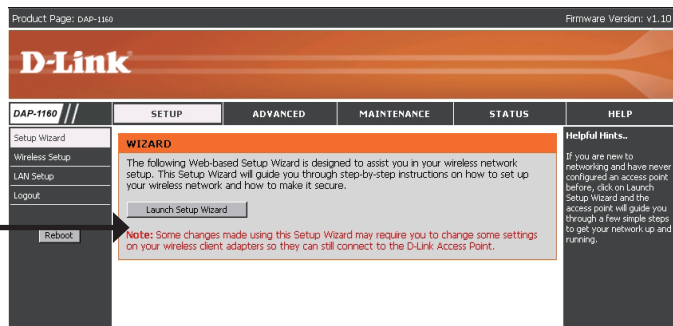 Product Page: DAP-1160
Firmware Version: v1.10
D-Link
DAP-1160 //
SETUP
ADVANCED
MAINTENANCE
STATUS
HELP
Setup Wizard
Wireless Setup
LAN Setup
Logout
Reboot
WIZARD
The following Web-based Setup Wizard is designed to assist you in your wireless network
setup. This Setup Wizard will guide you through step-by-step instructions on how to set up
your wireless network and how to make it secure.
Launch Setup Wizard
Note: Some changes made using this Setup Wizard may require you to change some settings
on your wireless client adapters so they can still connect to the D-Link Access Point.
Helpful Hints..
If you are new to
networking and have never
configured an access point
before, click on Launch
Setup Wizard and the
access point will guide you
through a few simple steps
to get your network up and
running.